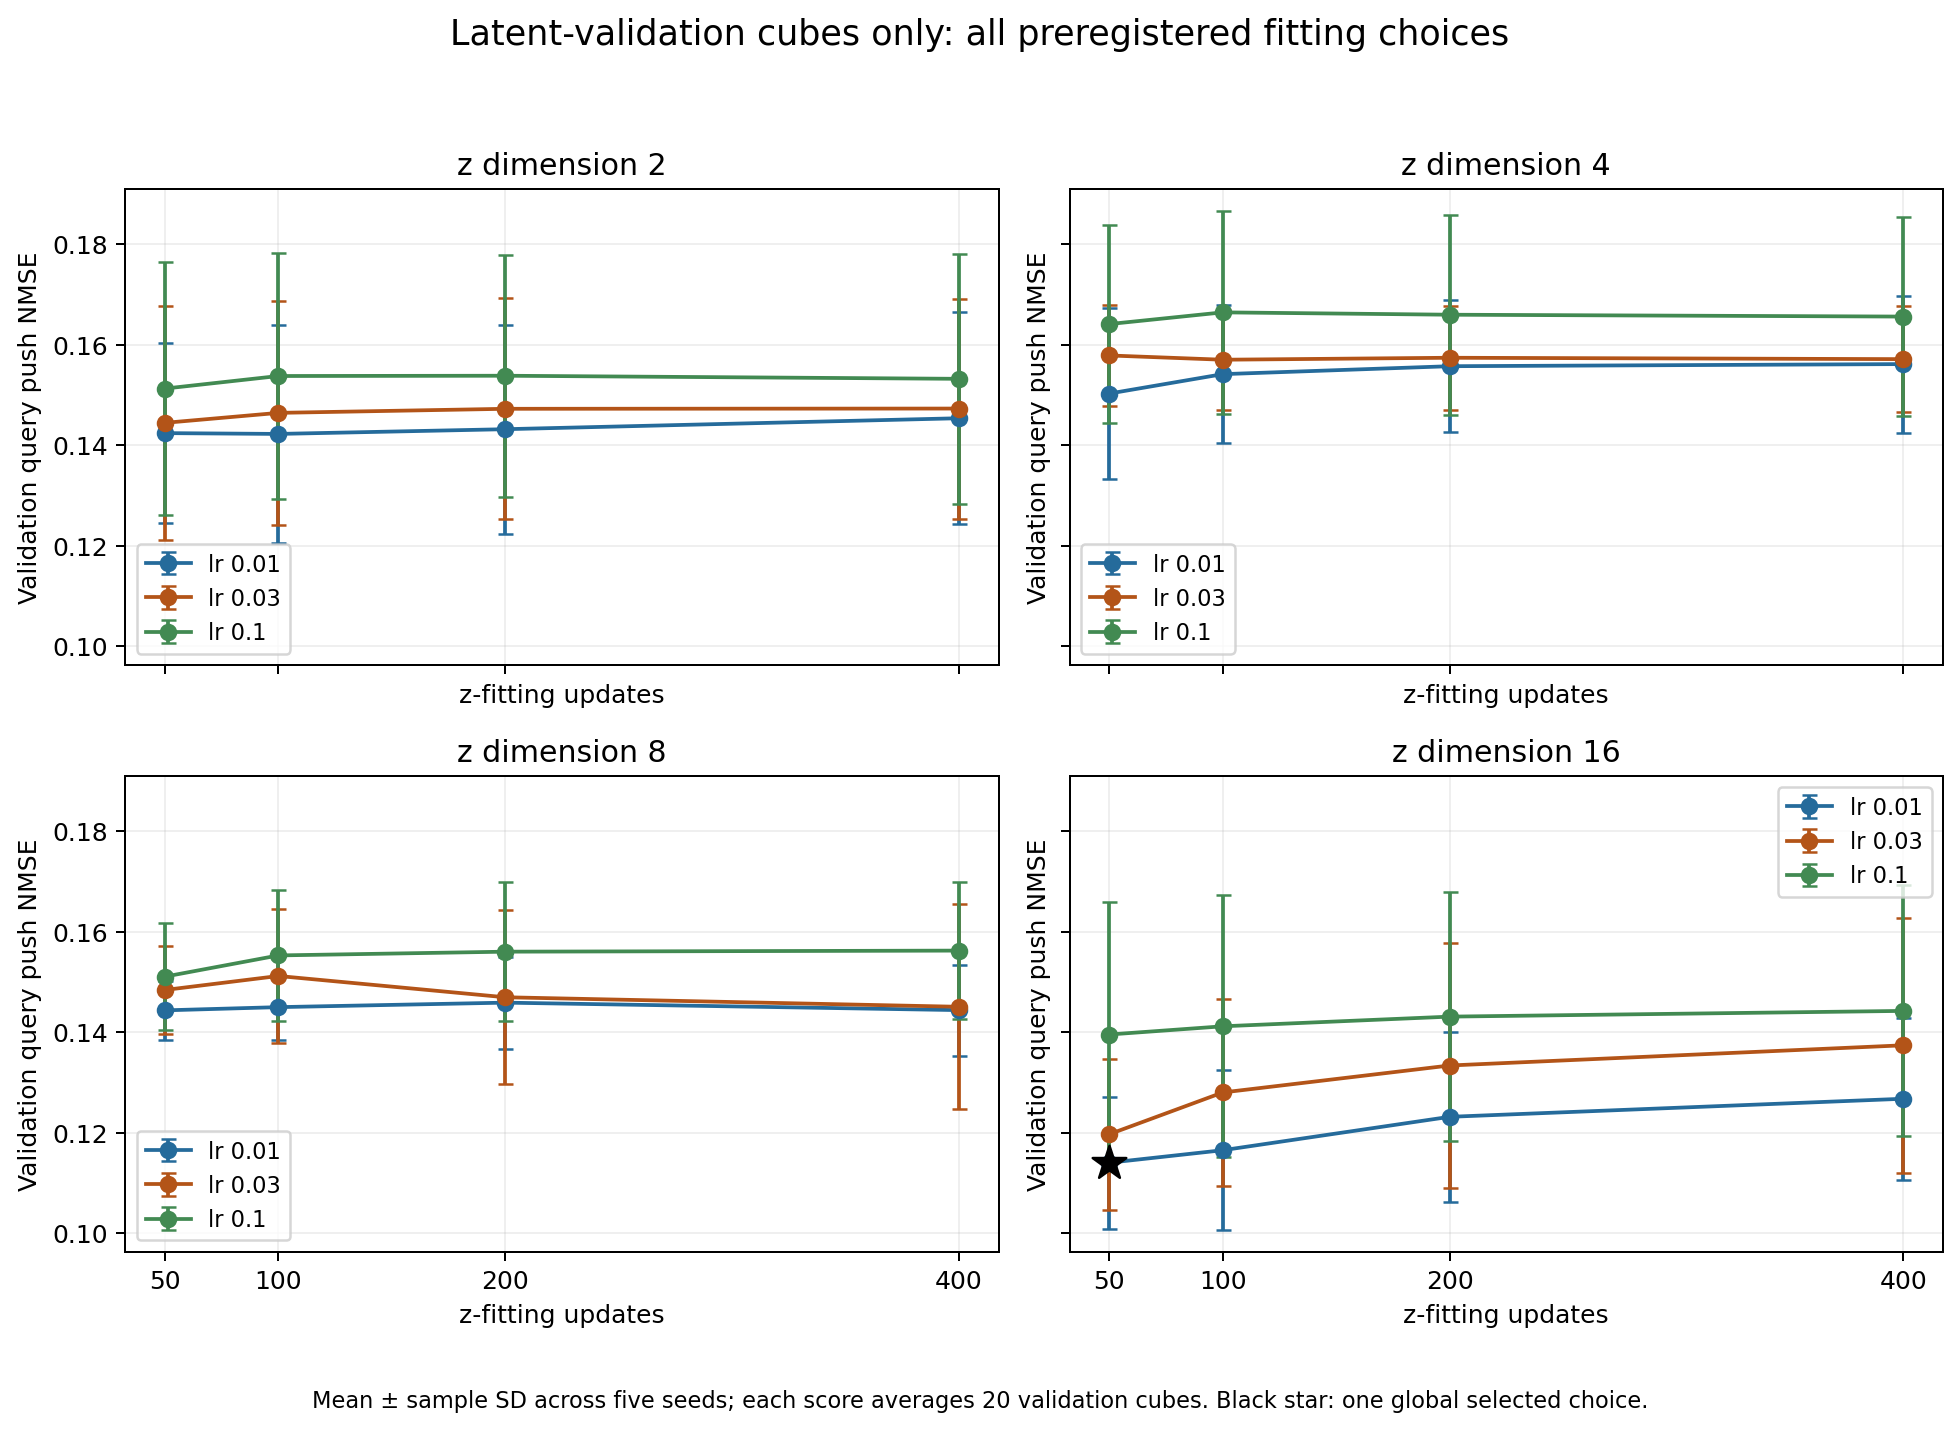 Latent-validation cubes only: all preregistered fitting choices
z dimension 2
Validation query push NMSE
0.18
0.16
0.14
0.12
0.10
lr 0.01
lr 0.03
lr 0.1
z-fitting updates
z dimension 4
Validation query push NMSE
lr 0.01
lr 0.03
lr 0.1
z-fitting updates
z dimension 8
Validation query push NMSE
0.18
0.16
0.14
0.12
0.10
lr 0.01
lr 0.03
lr 0.1
50 100 200 400
z-fitting updates
z dimension 16
Validation query push NMSE
lr 0.01
lr 0.03
lr 0.1
50 100 200 400
z-fitting updates
Mean ± sample SD across five seeds; each score averages 20 validation cubes. Black star: one global selected choice.